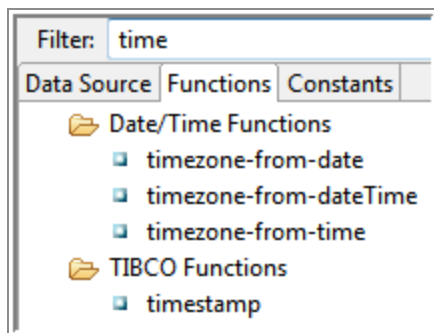 Filter: time
Data Source Functions Constants
Date/Time Functions
timezone-from-date
timezone-from-dateTime
timezone-from-time
TIBCO Functions
timestamp